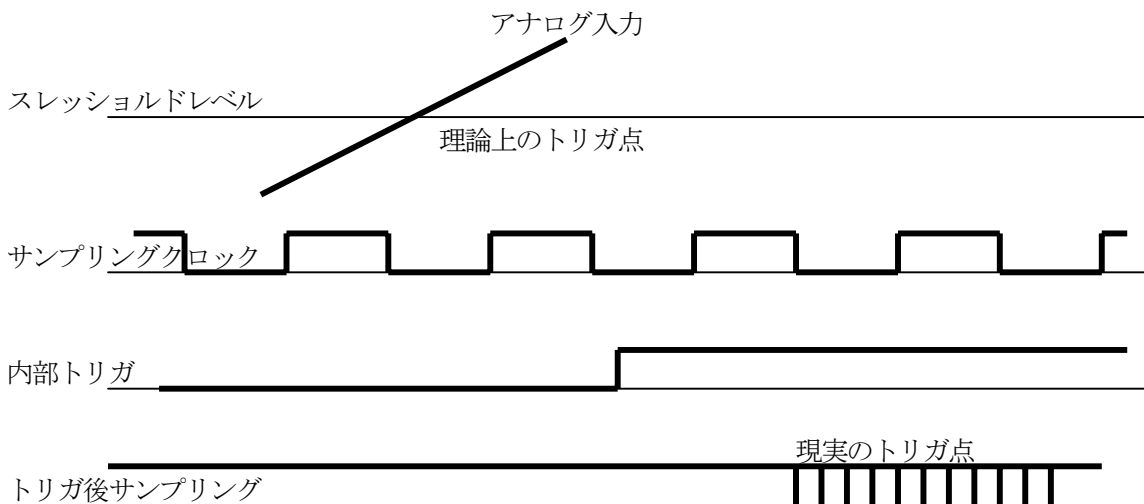 アナログ入力
スレッショルドレベル
理論上のトリガ点
サンプリングクロック
内部トリガ
現実のトリガ点
トリガ後サンプリング